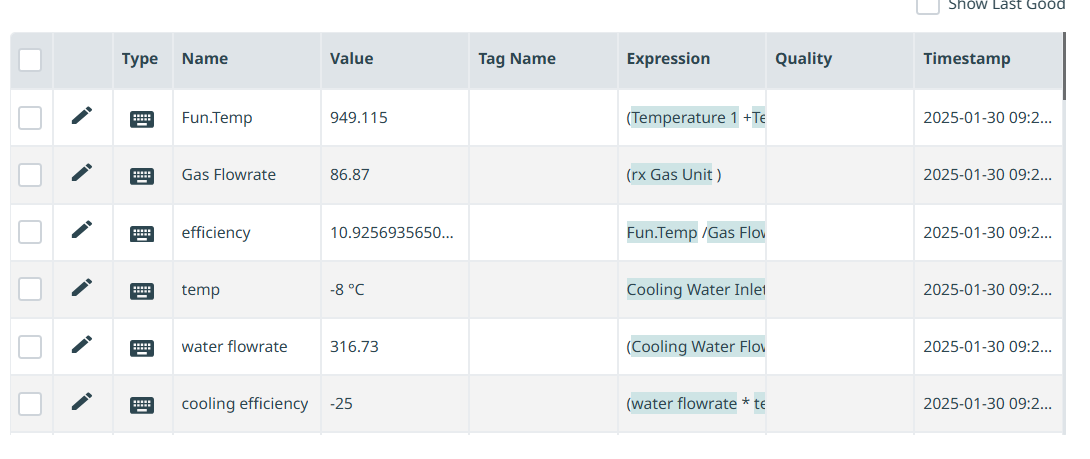 Show Last Good
Type Name Value Tag Name Expression Quality Timestamp
Fun.Temp 949.115 (Temperature 1 +Te 2025-01-30 09:2...
Gas Flowrate 86.87 (rx Gas Unit ) 2025-01-30 09:2...
efficiency 10.9256935650... Fun.Temp /Gas Flow 2025-01-30 09:2...
temp -8 °C Cooling Water Inlet 2025-01-30 09:2...
water flowrate 316.73 (Cooling Water Flow 2025-01-30 09:2...
cooling efficiency -25 (water flowrate * te 2025-01-30 09:2...